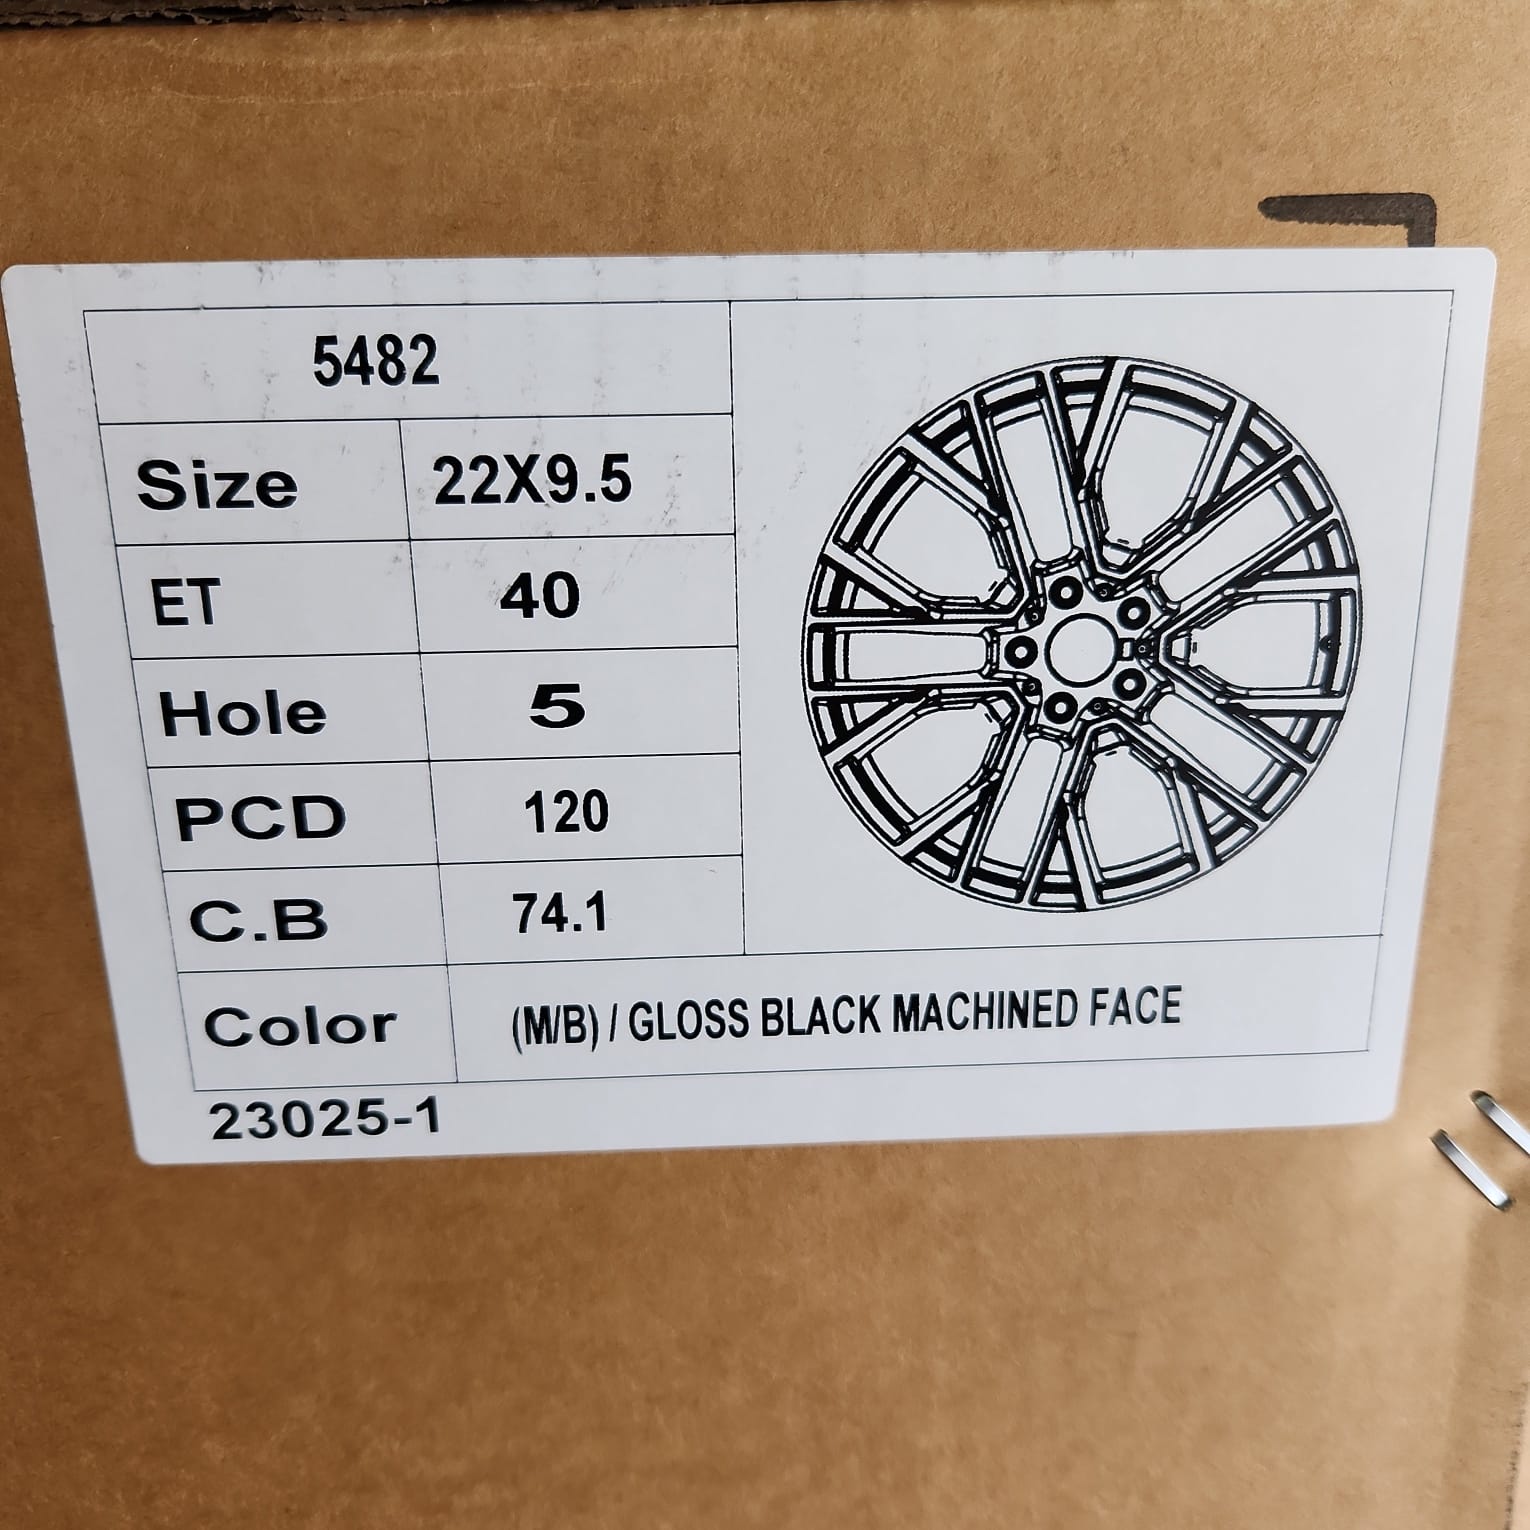 5482
Size 22X9.5
ET 40
Hole 5
PCD 120
C.B 74.1
Color (M/B) / GLOSS BLACK MACHINED FACE
23025-1